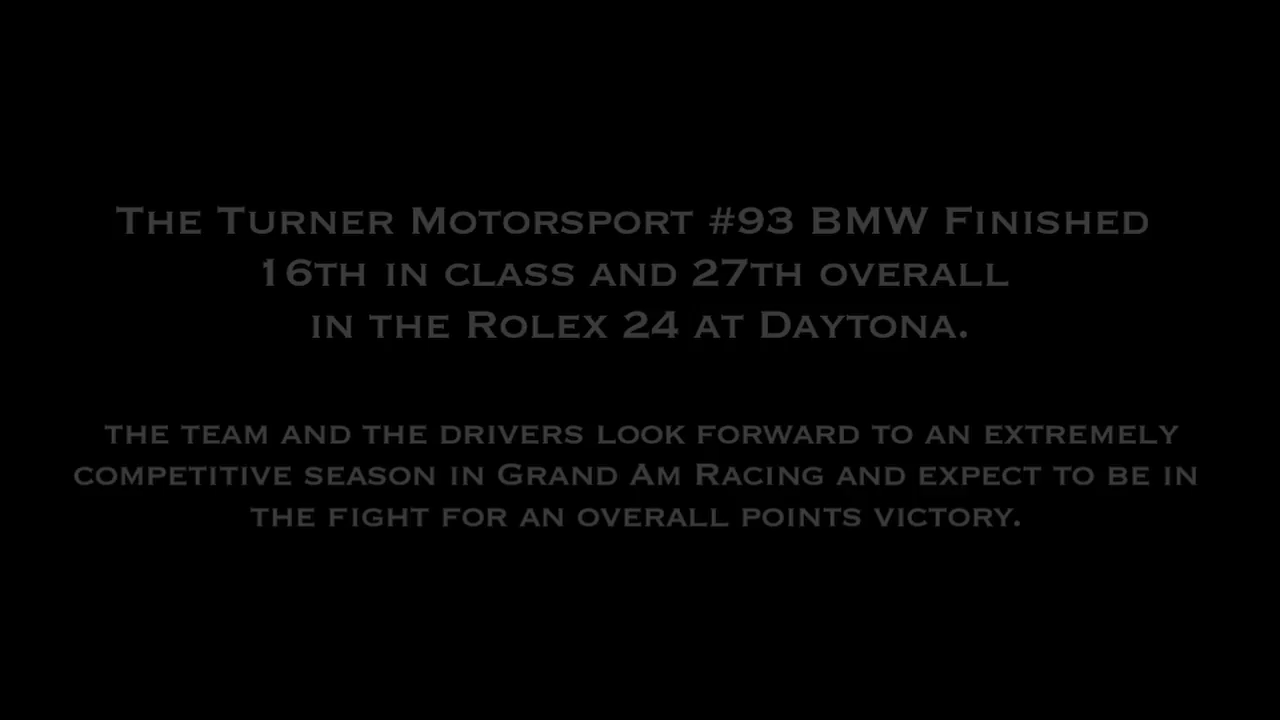 The Turner Motorsport #93 BMW Finished
16th in class and 27th overall
in the Rolex 24 at Daytona.
the team and the drivers look forward to an extremely
competitive season in Grand Am Racing and expect to be in
the fight for an overall points victory.